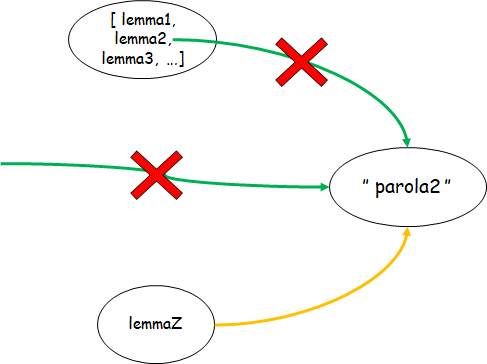 [ lemma1,
lemma2,
lemma3, ...]
" parola2 "
lemmaZ